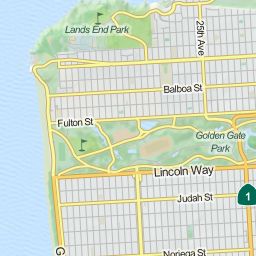 Lands End Park
25th Ave
Balboa St
Fulton St
Golden Gate
Park
Lincoln Way
Judah St
1
G
Noriega St